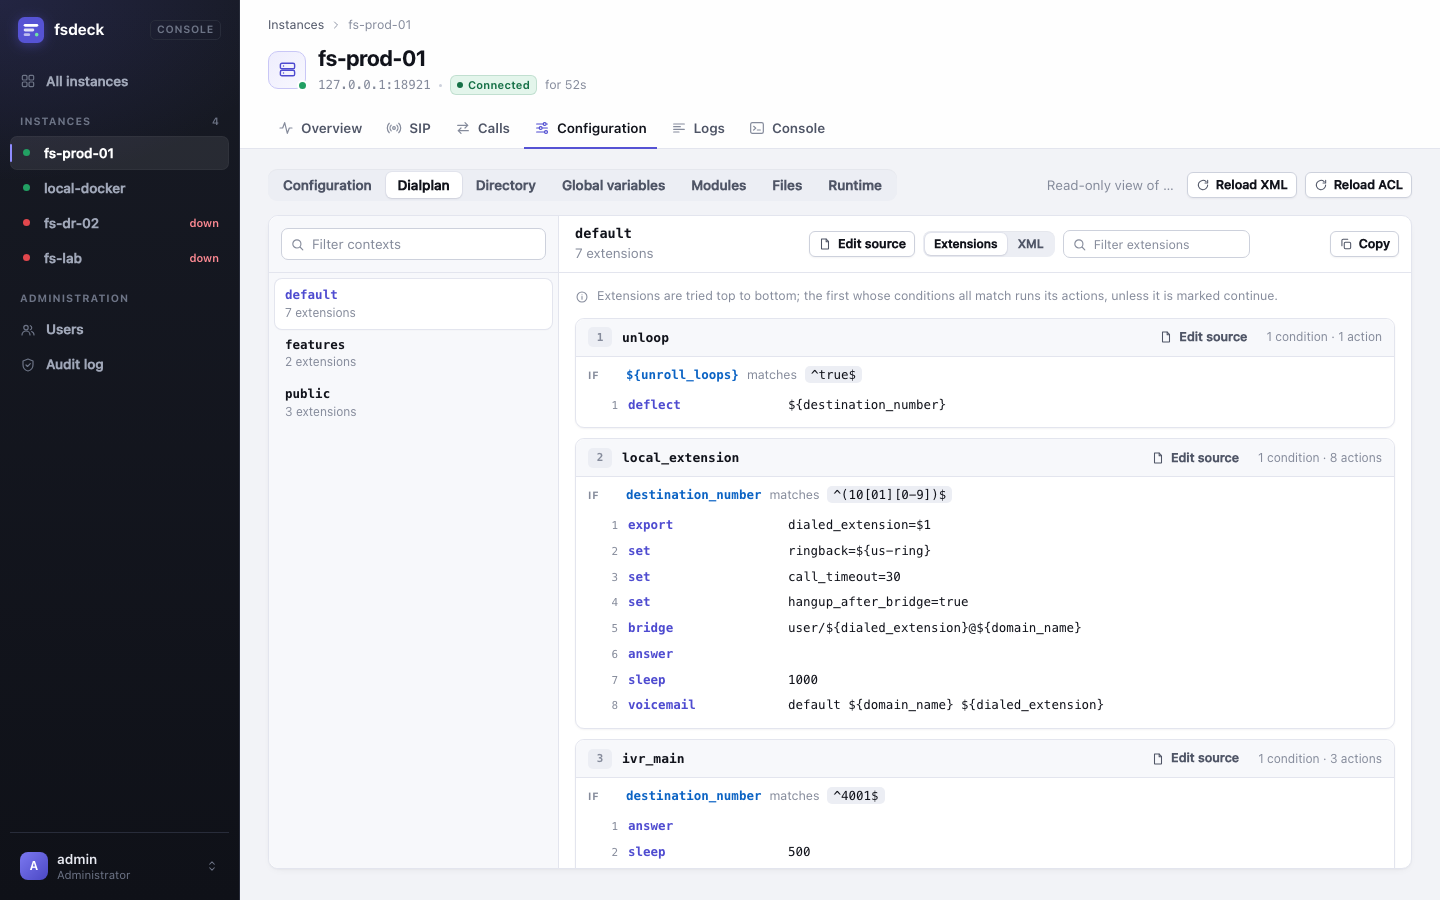 fsdeck
CONSOLE
All instances
INSTANCES 4
fs-prod-01
local-docker
fs-dr-02 down
fs-lab down
ADMINISTRATION
Users
Audit log
A
admin
Administrator
Instances fs-prod-01
fs-prod-01
127.0.0.1:18921 • Connected for 52s
Overview SIP Calls Configuration Logs Console
Configuration Dialplan Directory Global variables Modules Files Runtime
Read-only view of ... Reload XML Reload ACL
Filter contexts
default
7 extensions
features
2 extensions
public
3 extensions
default
7 extensions
Edit source Extensions XML Filter extensions Copy
Extensions are tried top to bottom; the first whose conditions all match runs its actions, unless it is marked continue.
1 unloop Edit source 1 condition · 1 action
IF ${unroll_loops} matches ^true$
1 deflect ${destination_number}
2 local_extension Edit source 1 condition · 8 actions
IF destination_number matches ^(10[01][0-9])$
1 export dialed_extension=$1
2 set ringback=${us-ring}
3 set call_timeout=30
4 set hangup_after_bridge=true
5 bridge user/${dialed_extension}@${domain_name}
6 answer
7 sleep 1000
8 voicemail default ${domain_name} ${dialed_extension}
3 ivr_main Edit source 1 condition · 3 actions
IF destination_number matches ^4001$
1 answer
2 sleep 500